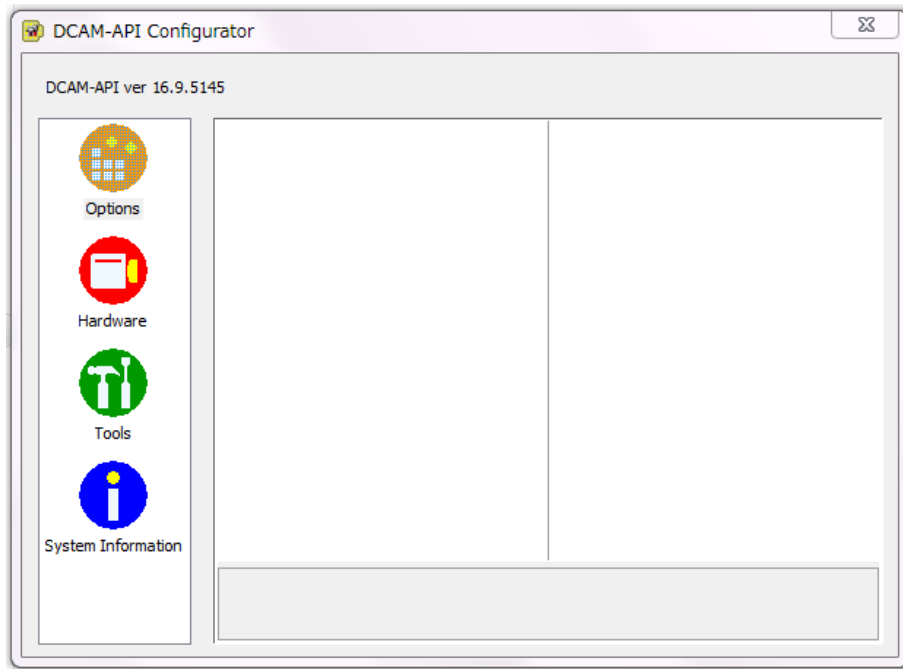 DCAM-API Configurator
DCAM-API ver 16.9.5145
Options
Hardware
Tools
System Information